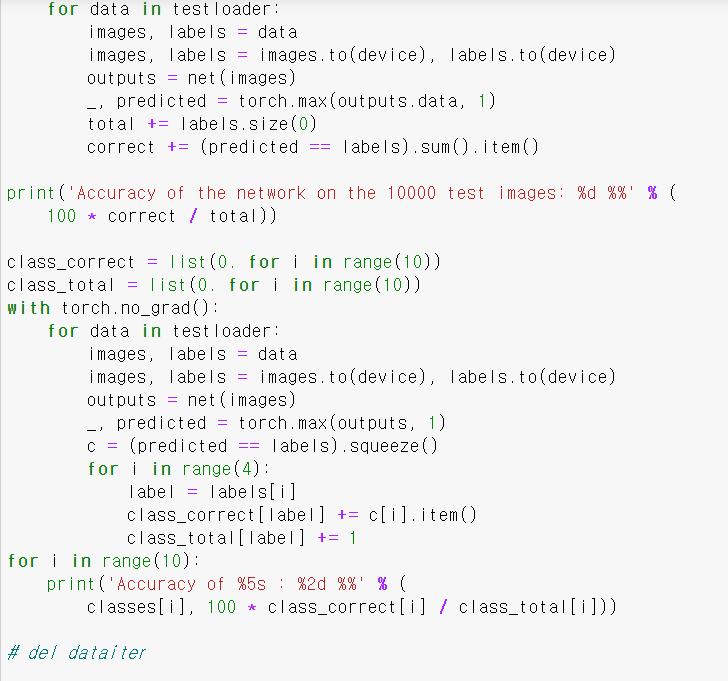 for data in testloader:
        images, labels = data
        images, labels = images.to(device), labels.to(device)
        outputs = net(images)
        _, predicted = torch.max(outputs.data, 1)
        total += labels.size(0)
        correct += (predicted == labels).sum().item()

print('Accuracy of the network on the 10000 test images: %d %%' % (
    100 * correct / total))

class_correct = list(0. for i in range(10))
class_total = list(0. for i in range(10))
with torch.no_grad():
    for data in testloader:
        images, labels = data
        images, labels = images.to(device), labels.to(device)
        outputs = net(images)
        _, predicted = torch.max(outputs, 1)
        c = (predicted == labels).squeeze()
        for i in range(4):
            label = labels[i]
            class_correct[label] += c[i].item()
            class_total[label] += 1
for i in range(10):
    print('Accuracy of %5s : %2d %%' % (
        classes[i], 100 * class_correct[i] / class_total[i]))

# del dataiter